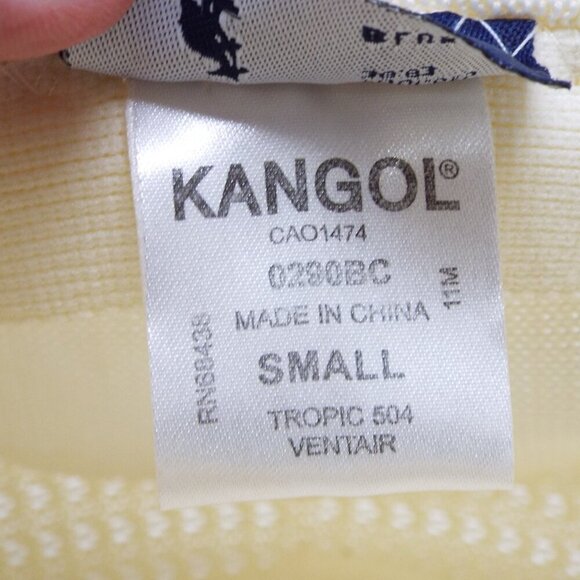 KANGOL®
CAO1474
0290BC
MADE IN CHINA
11M
RN68438
SMALL
TROPIC 504
VENTAIR